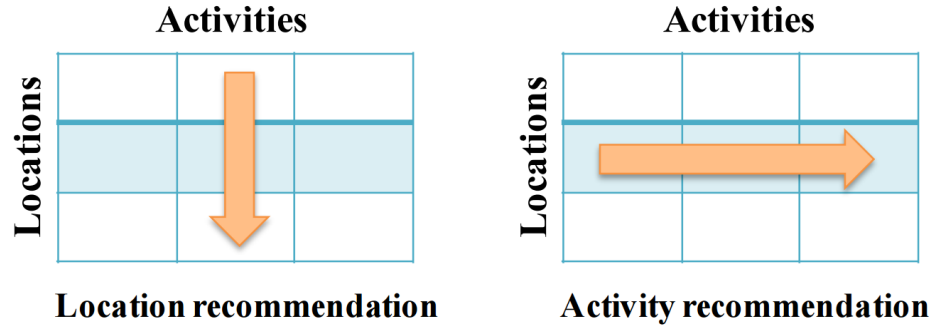 Activities
Locations
Location recommendation
Activities
Locations
Activity recommendation